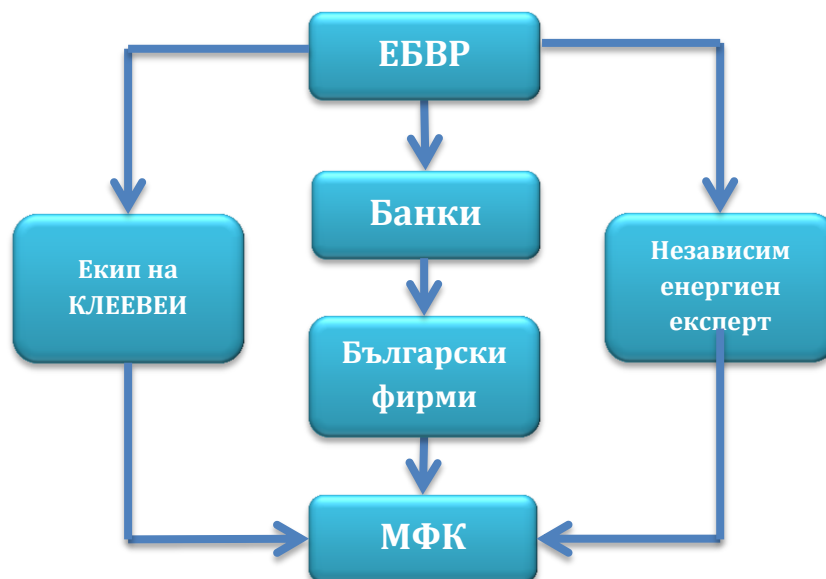 ЕБВР
Банки
Екип на
КЛЕЕВЕИ
Независим
енергиен
експерт
Български
фирми
МФК